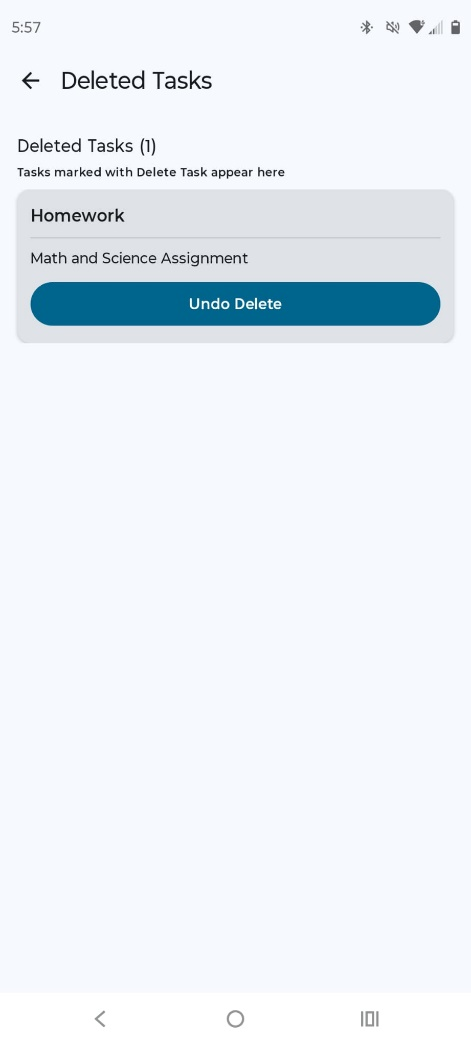 5:57
Deleted Tasks
Deleted Tasks (1)
Tasks marked with Delete Task appear here
Homework
Math and Science Assignment
Undo Delete